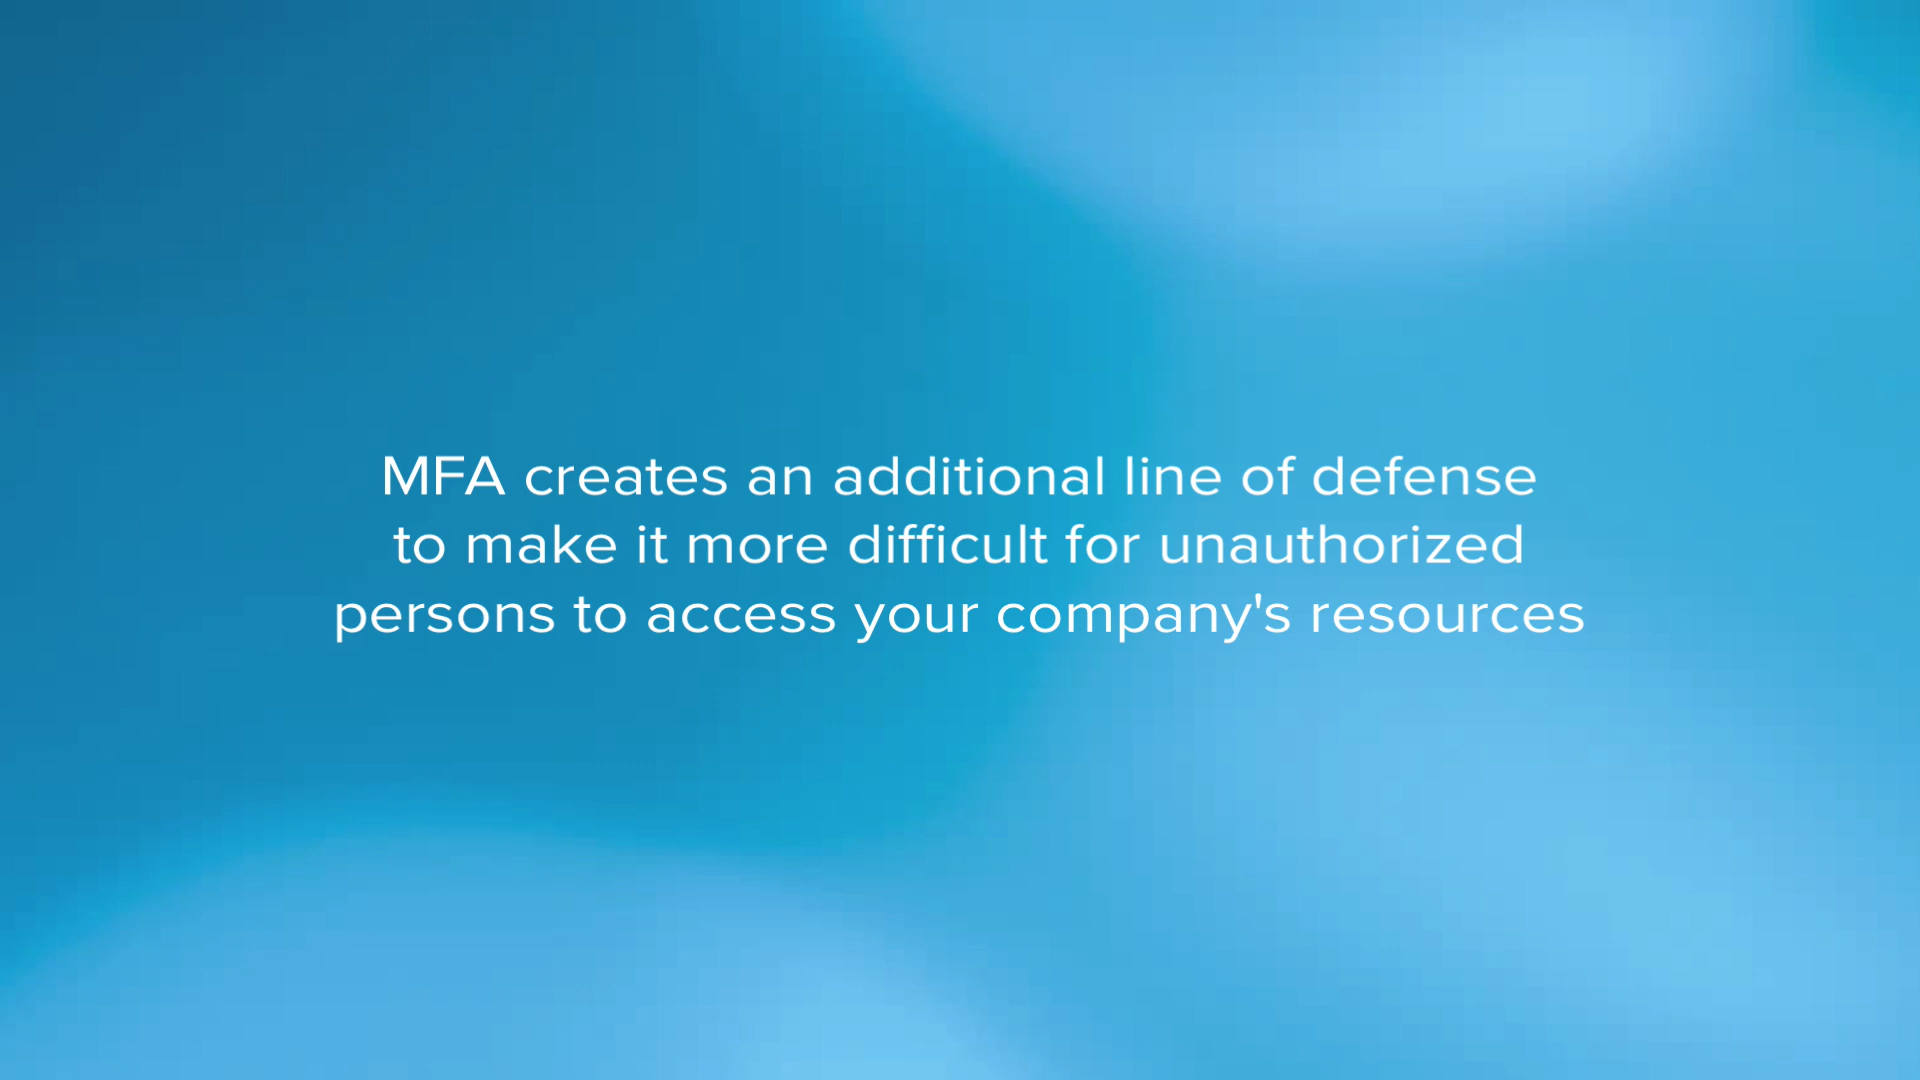 MFA creates an additional line of defense
to make it more difficult for unauthorized
persons to access your company's resources